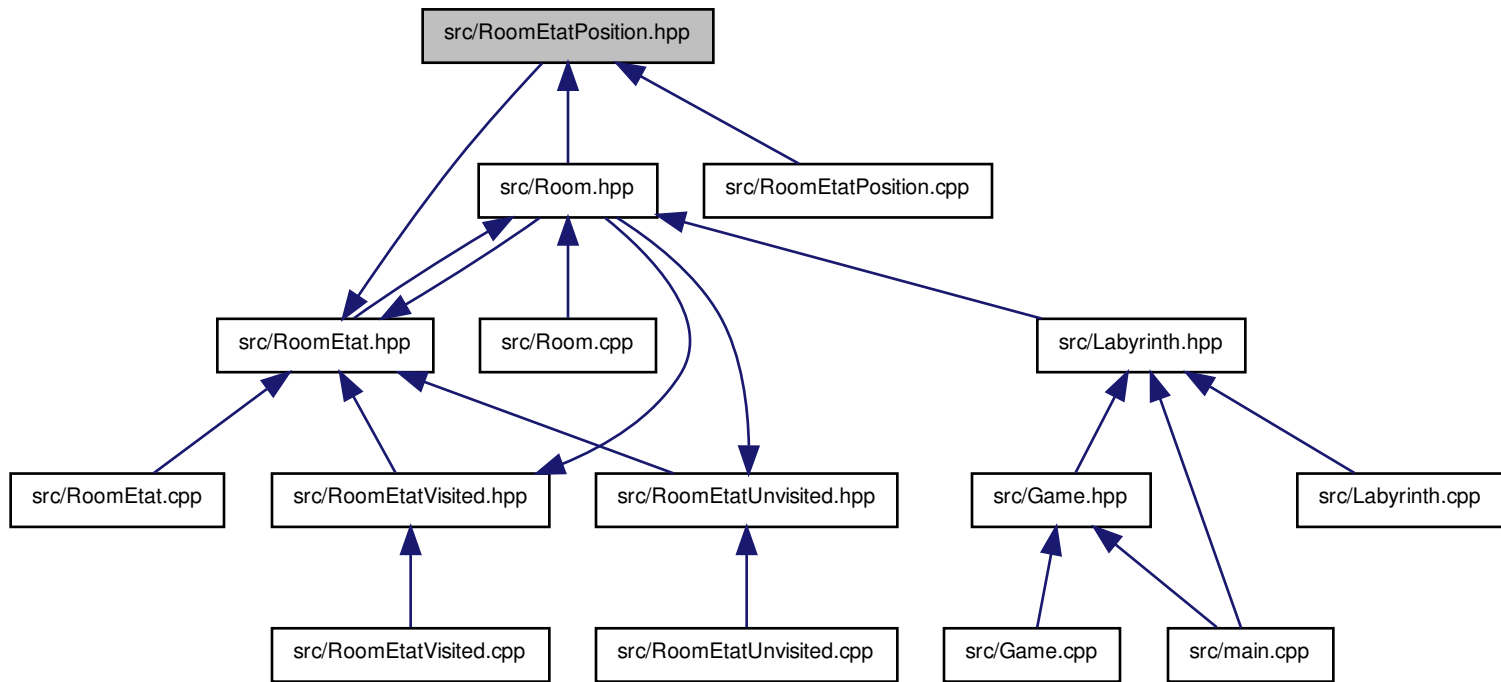 src/RoomEtatPosition.hpp
src/Room.hpp
src/RoomEtatPosition.cpp
src/RoomEtat.hpp
src/Room.cpp
src/Labyrinth.hpp
src/RoomEtat.cpp
src/RoomEtatVisited.hpp
src/RoomEtatUnvisited.hpp
src/Game.hpp
src/Labyrinth.cpp
src/RoomEtatVisited.cpp
src/RoomEtatUnvisited.cpp
src/Game.cpp
src/main.cpp